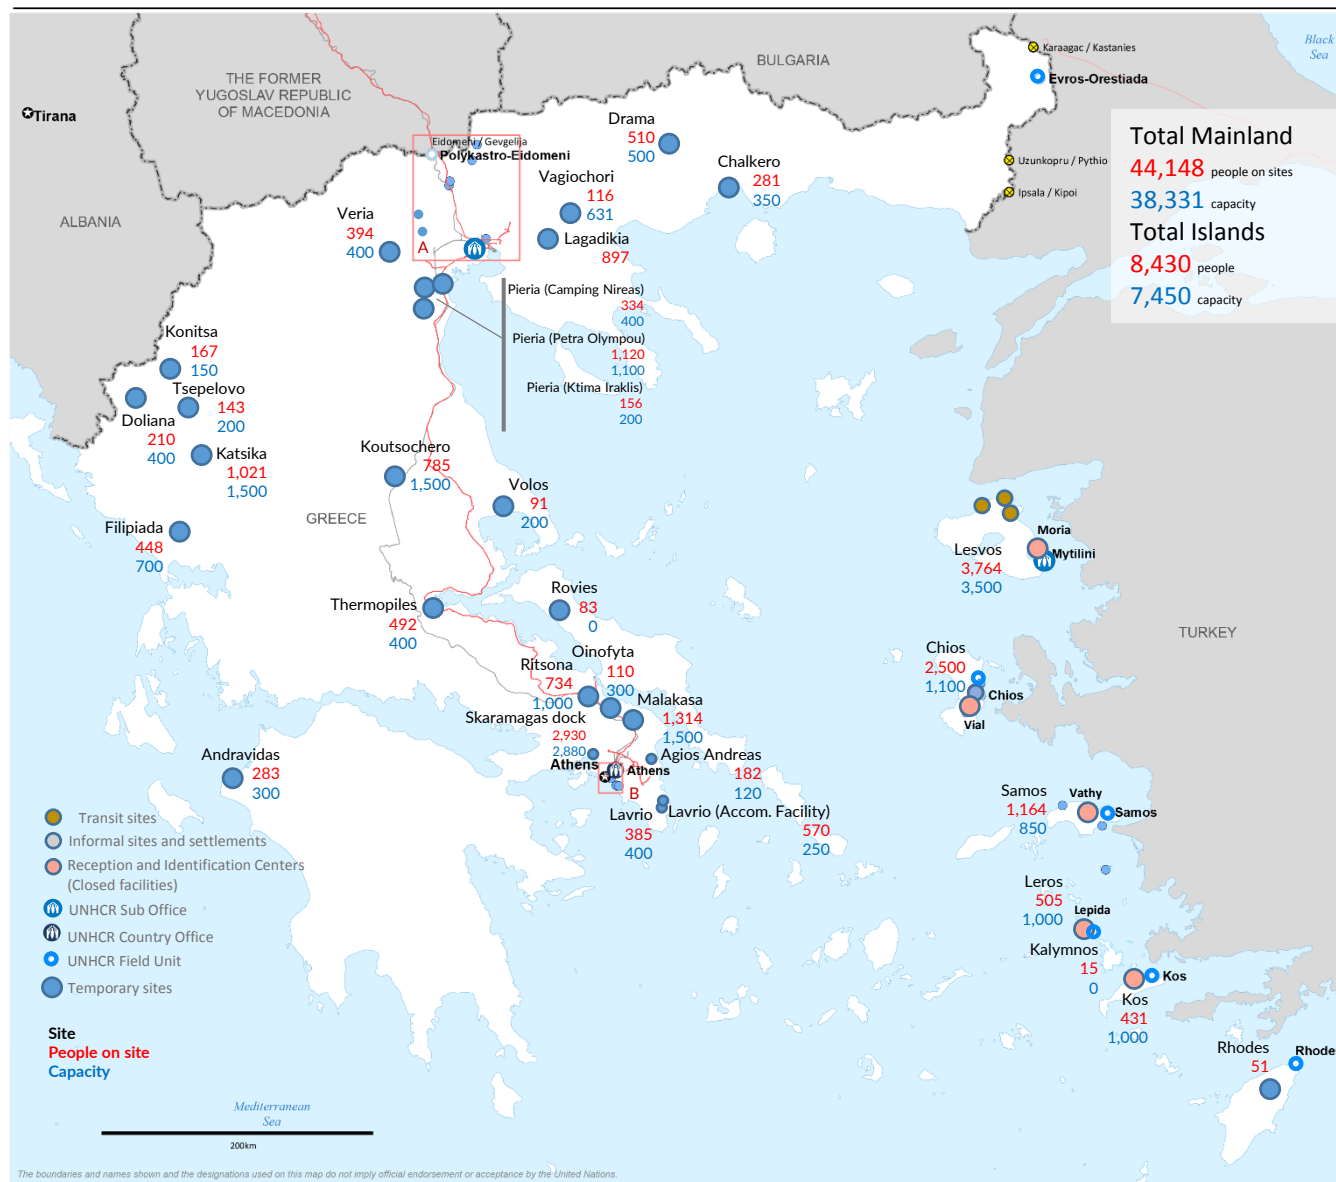 Black
Sea
Karaagac / Kastanies
Evros-Orestiada
BULGARIA
THE FORMER
YUGOSLAV REPUBLIC
OF MACEDONIA
Tirana
Total Mainland
44,148 people on sites
38,331 capacity
Total Islands
8,430 people
7,450 capacity
Drama
510
500
Eidomeni / Gevgelija
Polykastro-Eidomeni
Uzunkopru / Pythio
Ipsala / Kipoi
Chalkero
281
350
Vagiochori
116
631
ALBANIA
Veria
394
400
A
Lagadikia
897
Pieria (Camping Nireas)
334
400
Pieria (Petra Olympou)
1,120
1,100
Pieria (Ktima Iraklis)
156
200
Konitsa
167
150
Tsepelovo
143
200
Doliana
210
400
Katsika
1,021
1,500
Koutsochero
785
1,500
Volos
91
200
GREECE
Filipiada
448
700
Moria
Mytilini
Lesvos
3,764
3,500
Thermopiles
492
400
Rovies
83
0
TURKEY
Oinofyta
110
300
Ritsona
734
1,000
Chios
2,500
1,100
Chios
Vial
Malakasa
1,314
1,500
Skaramagas dock
2,930
2,880
Agios Andreas
182
120
Athens
Athens
B
Andravidas
283
300
Lavrio
385
400
Lavrio (Accom. Facility)
570
250
Samos
1,164
850
Vathy
Samos
Leros
505
1,000
Lepida
Kalymnos
15
0
Kos
Kos
431
1,000
Rhodes
51
Rhodes
Transit sites
Informal sites and settlements
Reception and Identification Centers
(Closed facilities)
UNHCR Sub Office
UNHCR Country Office
UNHCR Field Unit
Temporary sites
Site
People on site
Capacity
Mediterranean
Sea
200km
The boundaries and names shown and the designations used on this map do not imply official endorsement or acceptance by the United Nations.